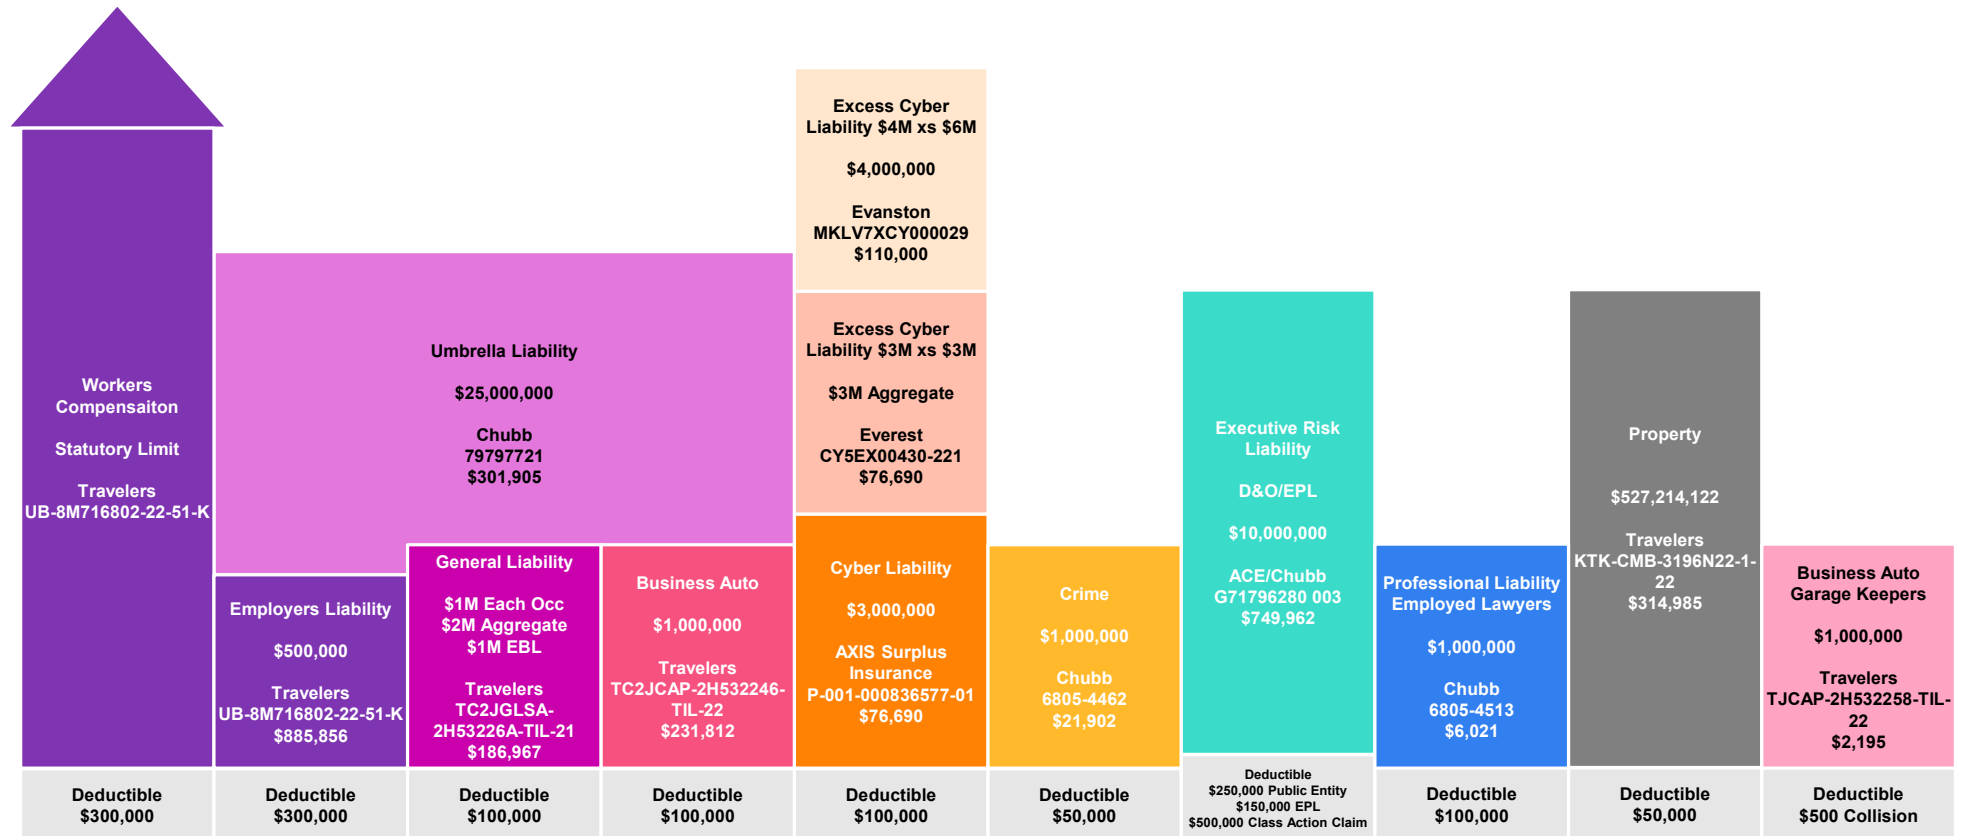 Workers
Compensaiton
Statutory Limit
Travelers
UB-8M716802-22-51-K
Deductible
$300,000
Umbrella Liability
$25,000,000
Chubb
79797721
$301,905
Employers Liability
$500,000
Travelers
UB-8M716802-22-51-K
$885,856
Deductible
$300,000
General Liability
$1M Each Occ
$2M Aggregate
$1M EBL
Travelers
TC2JGLSA-
2H53226A-TIL-21
$186,967
Deductible
$100,000
Business Auto
$1,000,000
Travelers
TC2JCAP-2H532246-
TIL-22
$231,812
Deductible
$100,000
Excess Cyber
Liability $4M xs $6M
$4,000,000
Evanston
MKLV7XCY000029
$110,000
Excess Cyber
Liability $3M xs $3M
$3M Aggregate
Everest
CY5EX00430-221
$76,690
Cyber Liability
$3,000,000
AXIS Surplus
Insurance
P-001-000836577-01
$76,690
Deductible
$100,000
Crime
$1,000,000
Chubb
6805-4462
$21,902
Deductible
$50,000
Executive Risk
Liability
D&O/EPL
$10,000,000
ACE/Chubb
G71796280 003
$749,962
Deductible
$250,000 Public Entity
$150,000 EPL
$500,000 Class Action Claim
Professional Liability
Employed Lawyers
$1,000,000
Chubb
6805-4513
$6,021
Deductible
$100,000
Property
$527,214,122
Travelers
KTK-CMB-3196N22-1-
22
$314,985
Deductible
$50,000
Business Auto
Garage Keepers
$1,000,000
Travelers
TJCAP-2H532258-TIL-
22
$2,195
Deductible
$500 Collision